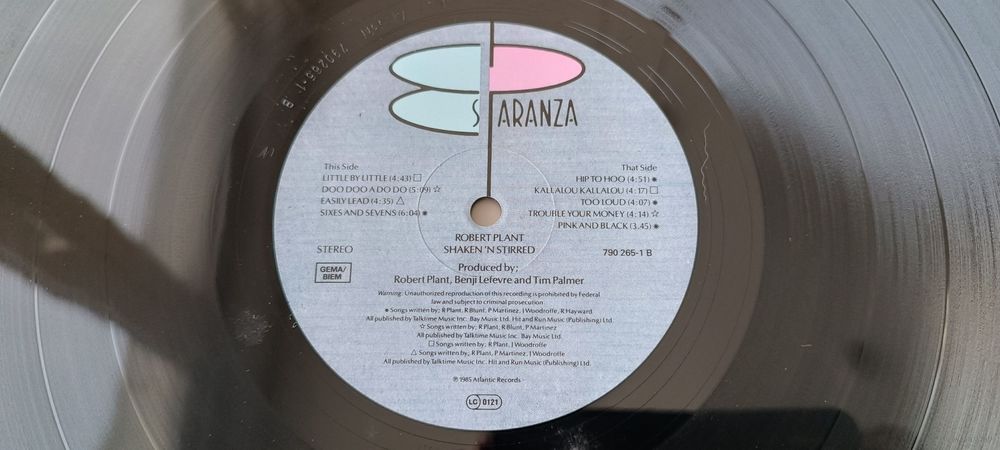 790265-1 B
ES PARANZA
This Side
LITTLE BY LITTLE (4:43) □
DOO DOO A DO DO (5:09) ☆
EASILY LEAD (4:35) △
SIXES AND SEVENS (6:04) ✷
That Side
HIP TO HOO (4:51) ✷
KALLALOU KALLALOU (4:17) □
TOO LOUD (4:07) ✷
TROUBLE YOUR MONEY (4:14) ☆
PINK AND BLACK (3.45) ✷
ROBERT PLANT
SHAKEN 'N STIRRED
STEREO
790 265-1 B
GEMA/
BIEM
Produced by;
Robert Plant, Benji Lefevre and Tim Palmer
Warning: Unauthorized reproduction of this recording is prohibited by Federal
law and subject to criminal prosecution.
✷ Songs written by; R Plant, R Blunt, P Martinez, J Woodroffe, R Hayward
All published by Talktime Music Inc. Bay Music Ltd. Hit and Run Music (Publishing) Ltd.
☆ Songs written by; R Plant, R Blunt, P Martinez
All published by Talktime Music Inc. Bay Music Ltd.
□ Songs written by; R Plant, J Woodroffe
△ Songs written by; R Plant, P Martinez, J Woodroffe
All published by Talktime Music Inc. Hit and Run Music (Publishing) Ltd.
℗ 1985 Atlantic Records
LC 0121